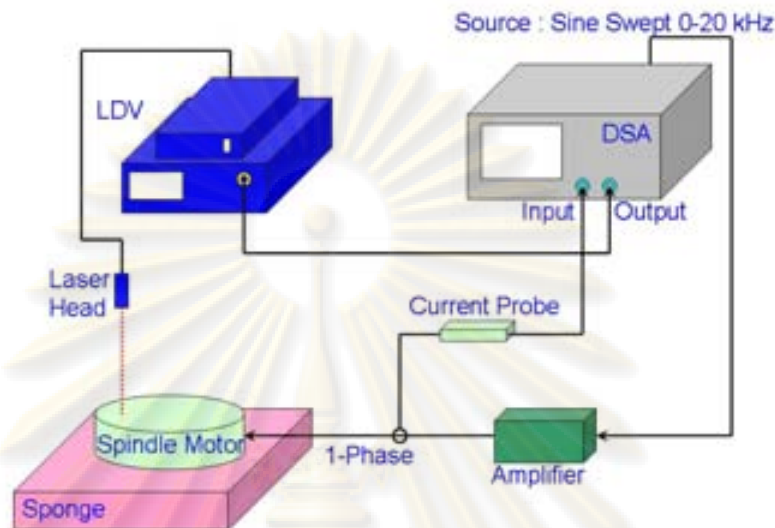 Source : Sine Swept 0-20 kHz
LDV
DSA
Input
Output
Laser
Head
Current Probe
Spindle Motor
1-Phase
Amplifier
Sponge